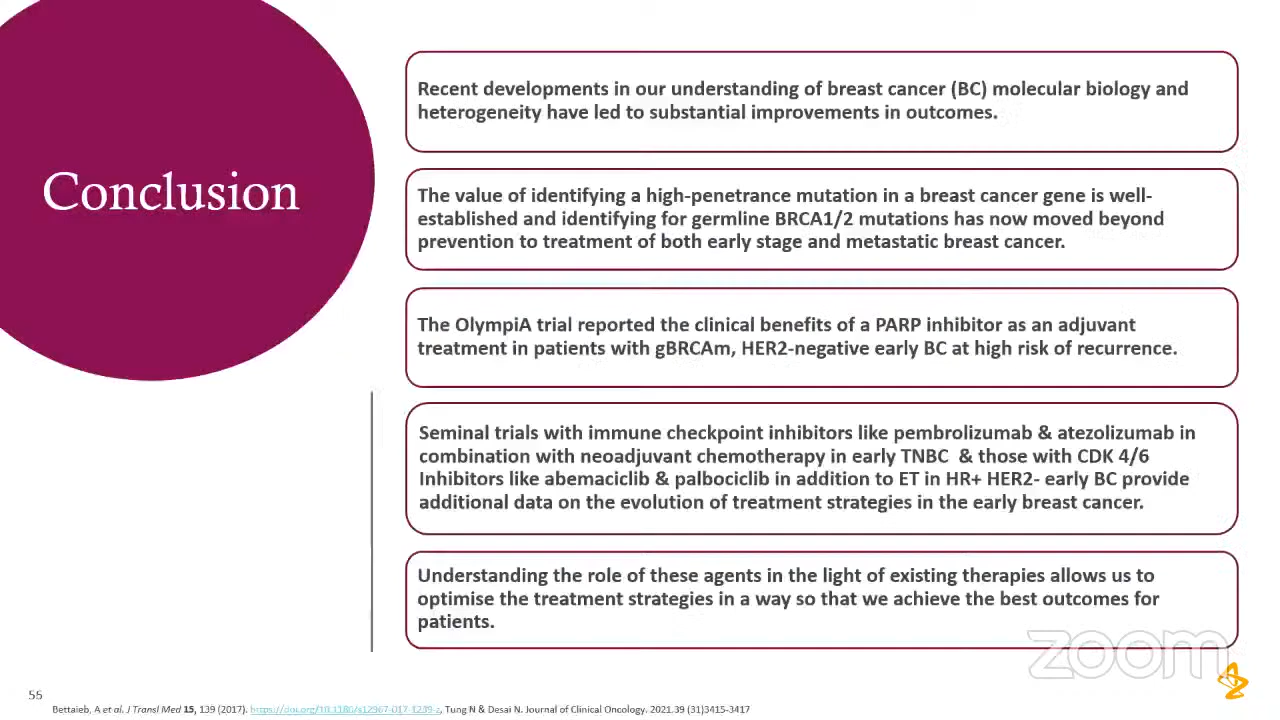 Conclusion
Recent developments in our understanding of breast cancer (BC) molecular biology and
heterogeneity have led to substantial improvements in outcomes.
The value of identifying a high-penetrance mutation in a breast cancer gene is well-
established and identifying for germline BRCA1/2 mutations has now moved beyond
prevention to treatment of both early stage and metastatic breast cancer.
The OlympiA trial reported the clinical benefits of a PARP inhibitor as an adjuvant
treatment in patients with gBRCAm, HER2-negative early BC at high risk of recurrence.
Seminal trials with immune checkpoint inhibitors like pembrolizumab & atezolizumab in
combination with neoadjuvant chemotherapy in early TNBC & those with CDK 4/6
Inhibitors like abemaciclib & palbociclib in addition to ET in HR+ HER2- early BC provide
additional data on the evolution of treatment strategies in the early breast cancer.
Understanding the role of these agents in the light of existing therapies allows us to
optimise the treatment strategies in a way so that we achieve the best outcomes for
patients.
zoom
Bettaieb, A et al. J Transl Med 15, 139 (2017). https://doi.org/10.1186/s12967-017-1239-z, Tung N & Desai N. Journal of Clinical Oncology. 2021.39 (31)3415-3417